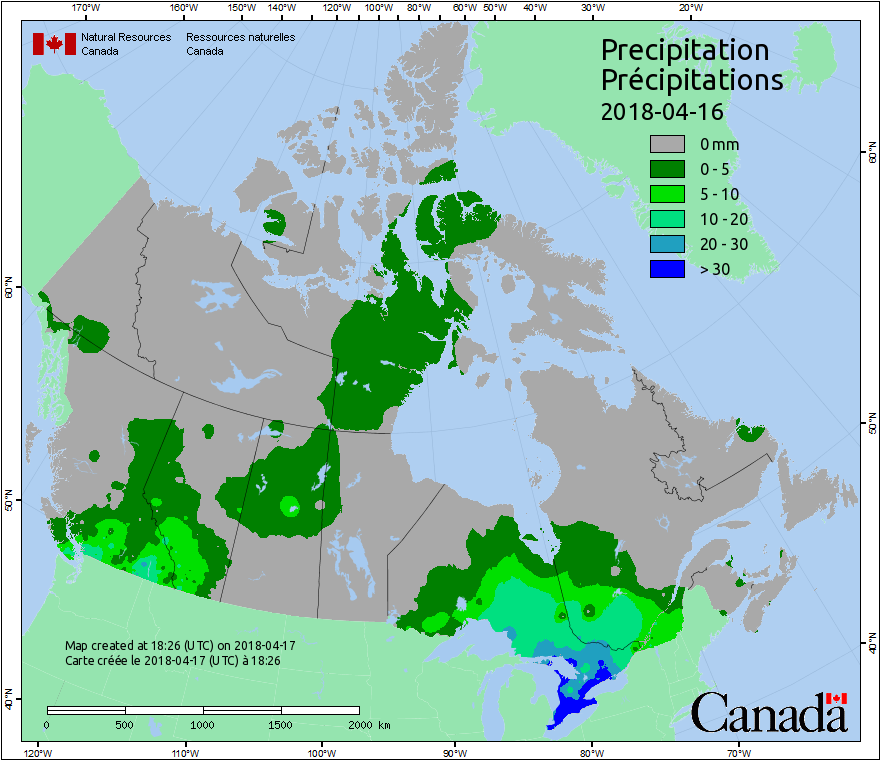 170°W 160°W 150°W 140°W 130°W 120°W 110°W 100°W 90°W 80°W 70°W 60°W 50°W 40°W 30°W 20°W
Natural Resources Ressources naturelles
Canada Canada
Precipitation
Précipitations
2018-04-16
0 mm
0 - 5
5 - 10
10 - 20
20 - 30
> 30
60°N
60°N
50°N
50°N
40°N
40°N
Map created at 18:26 (UTC) on 2018-04-17
Carte créée le 2018-04-17 (UTC) à 18:26
0 500 1000 1500 2000 km
Canada
120°W 110°W 100°W 90°W 80°W 70°W